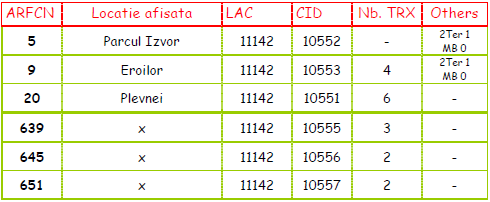 ARFCN Locatie afisata LAC CID Nb. TRX Others
5 Parcul Izvor 11142 10552 - 2Ter 1
MB 0
9 Eroilor 11142 10553 4 2Ter 1
MB 0
20 Plevnei 11142 10551 6 -
639 x 11142 10555 3 -
645 x 11142 10556 2 -
651 x 11142 10557 2 -